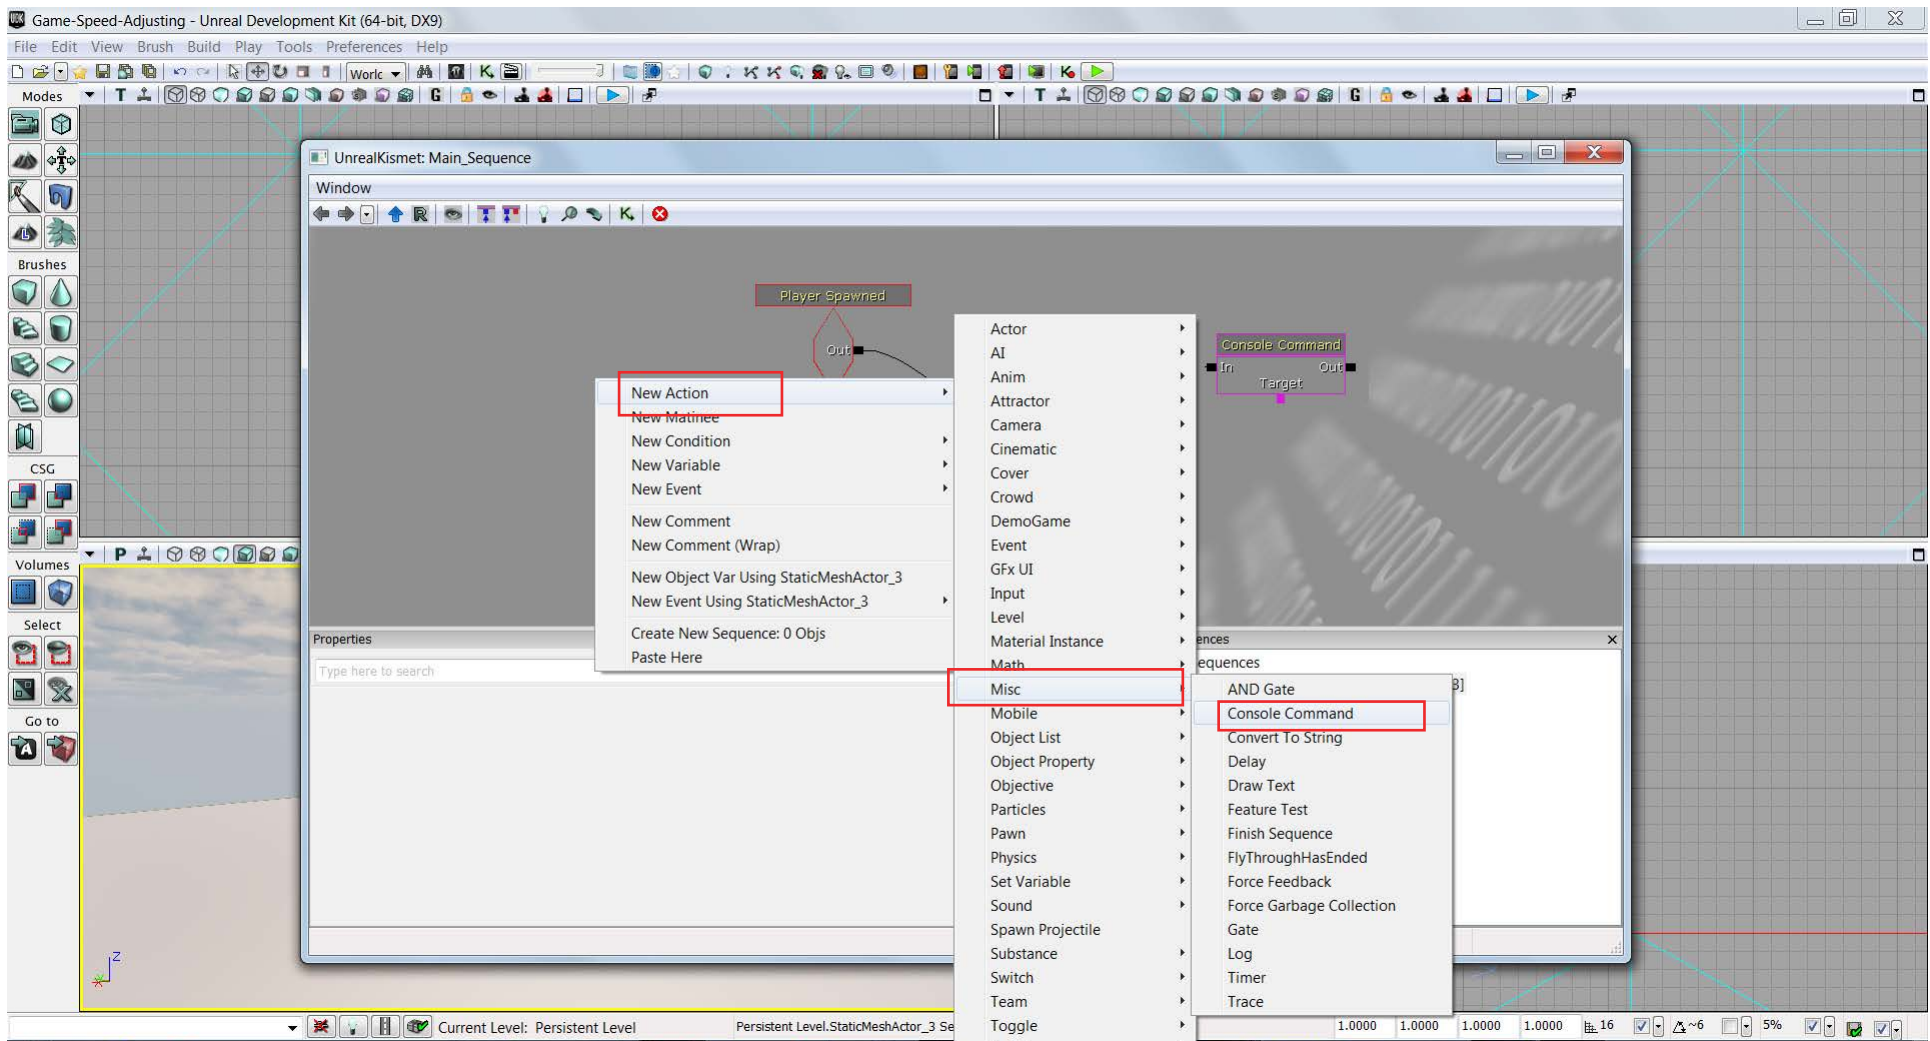 Game-Speed-Adjusting - Unreal Development Kit (64-bit, DX9)
File Edit View Brush Build Play Tools Preferences Help
Worlc
Modes
T
G
T
G
UnrealKismet: Main_Sequence
Window
R
K
Brushes
Player Spawned
Out
Console Command
In Out
Target
New Action
New Matinee
New Condition
New Variable
New Event
New Comment
New Comment (Wrap)
New Object Var Using StaticMeshActor_3
New Event Using StaticMeshActor_3
Create New Sequence: 0 Objs
Paste Here
Actor
AI
Anim
Attractor
Camera
Cinematic
Cover
Crowd
DemoGame
Event
GFx UI
Input
Level
Material Instance
Math
Misc
Mobile
Object List
Object Property
Objective
Particles
Pawn
Physics
Set Variable
Sound
Spawn Projectile
Substance
Switch
Team
Toggle
AND Gate
Console Command
Convert To String
Delay
Draw Text
Feature Test
Finish Sequence
FlyThroughHasEnded
Force Feedback
Force Garbage Collection
Gate
Log
Timer
Trace
CSG
P
Volumes
Select
Go to
Properties
Type here to search
ences
equences
3]
Z
Current Level: Persistent Level
Persistent Level.StaticMeshActor_3 Se
1.0000 1.0000 1.0000 1.0000 16 ~6 5%